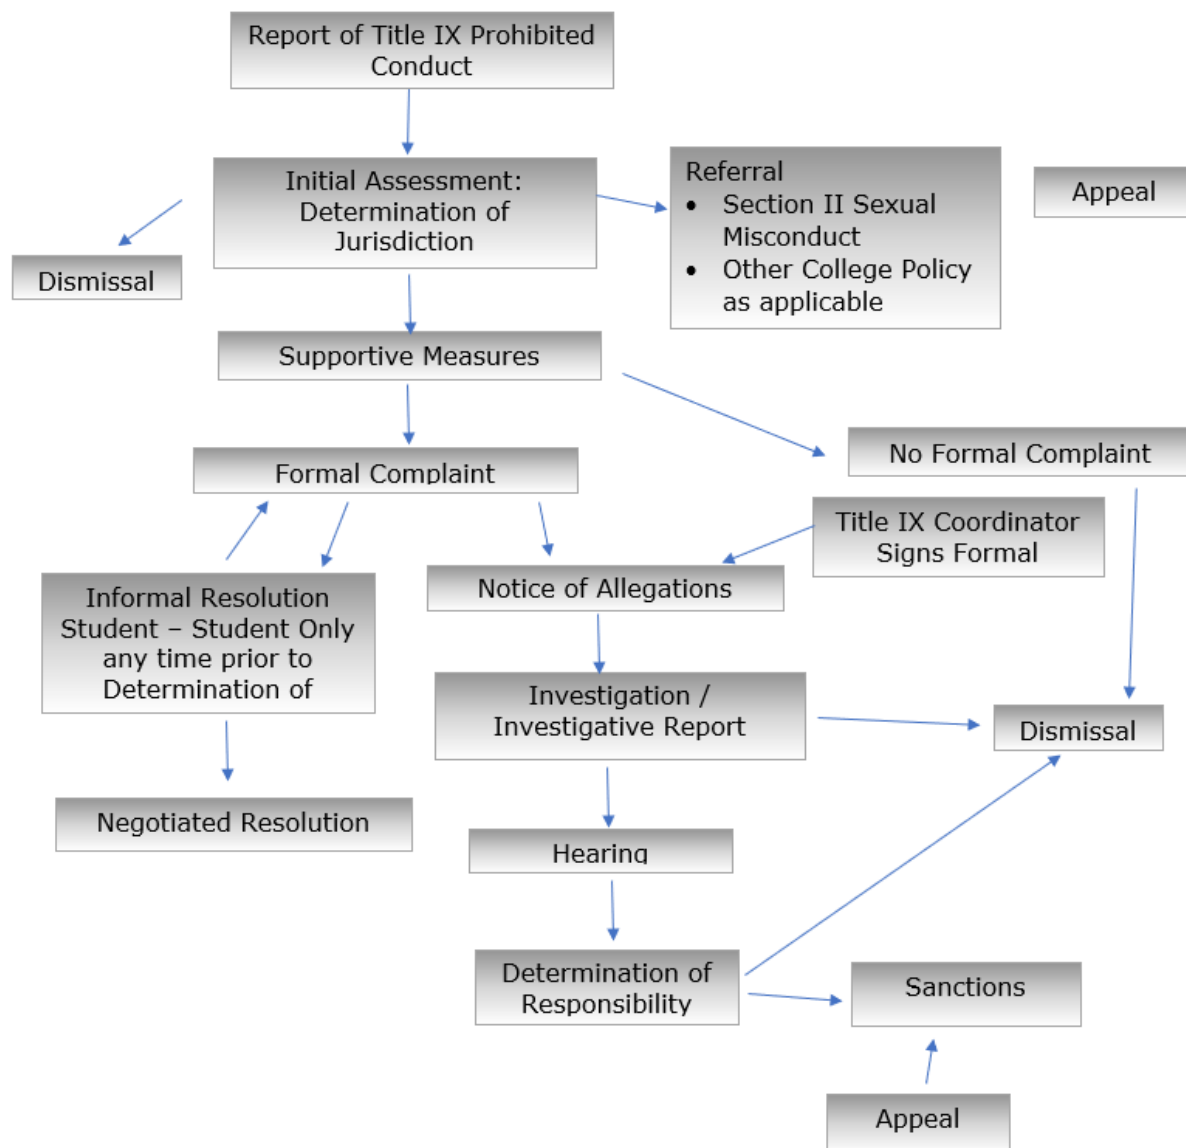 Report of Title IX Prohibited
Conduct
Initial Assessment:
Determination of
Jurisdiction
Referral
• Section II Sexual
Misconduct
• Other College Policy
as applicable
Appeal
Dismissal
Supportive Measures
Formal Complaint
No Formal Complaint
Title IX Coordinator
Signs Formal
Informal Resolution
Student – Student Only
any time prior to
Determination of
Notice of Allegations
Investigation /
Investigative Report
Dismissal
Negotiated Resolution
Hearing
Determination of
Responsibility
Sanctions
Appeal